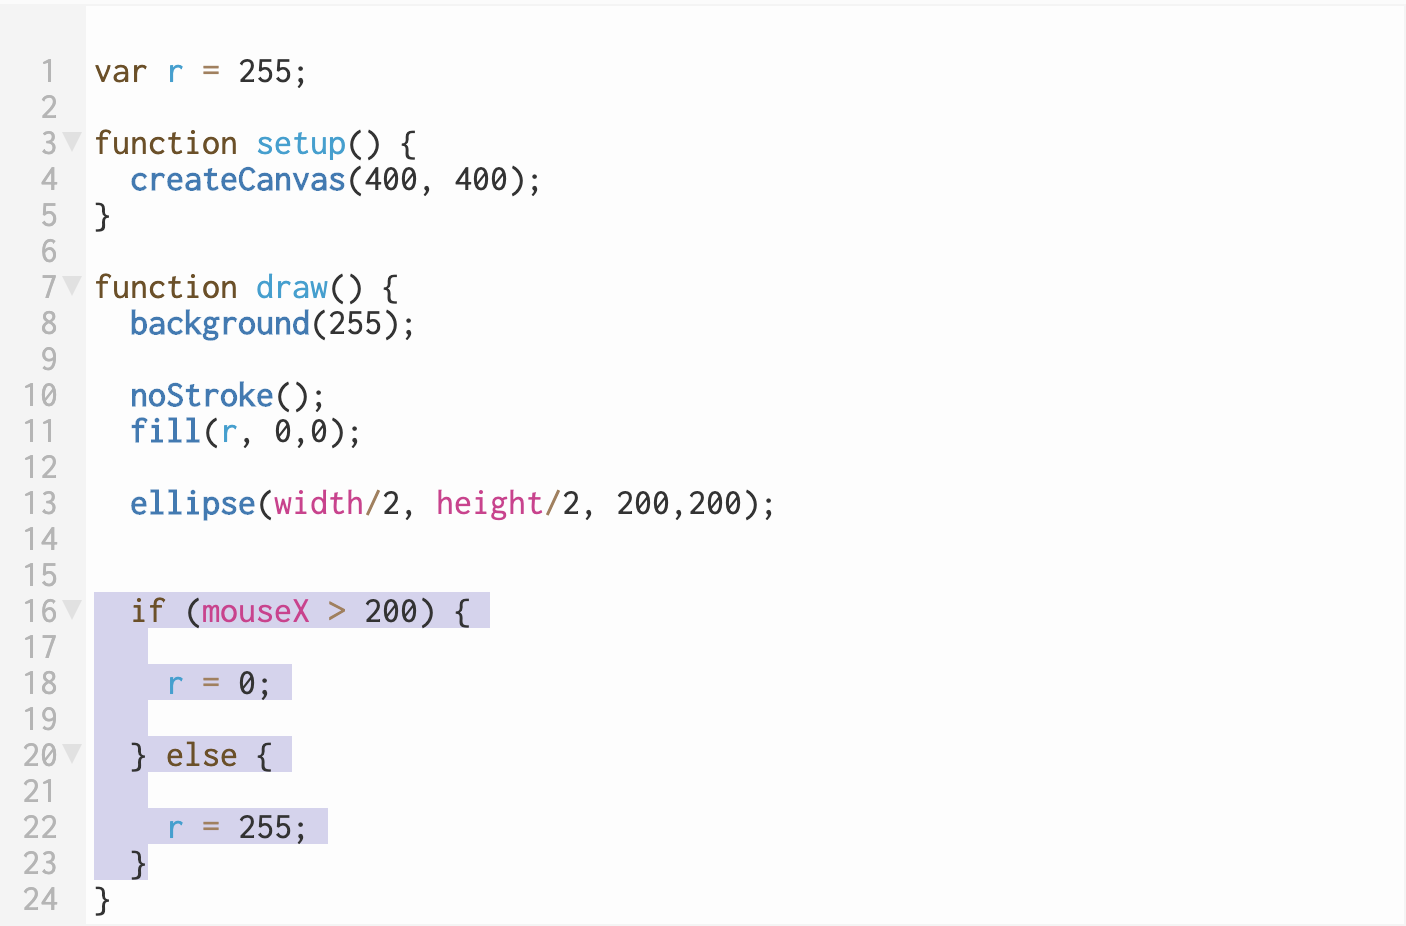 1 var r = 255;
2
3 function setup() {
4   createCanvas(400, 400);
5 }
6
7 function draw() {
8   background(255);
9
10   noStroke();
11   fill(r, 0,0);
12
13   ellipse(width/2, height/2, 200,200);
14
15
16   if (mouseX > 200) {
17
18     r = 0;
19
20   } else {
21
22     r = 255;
23   }
24 }